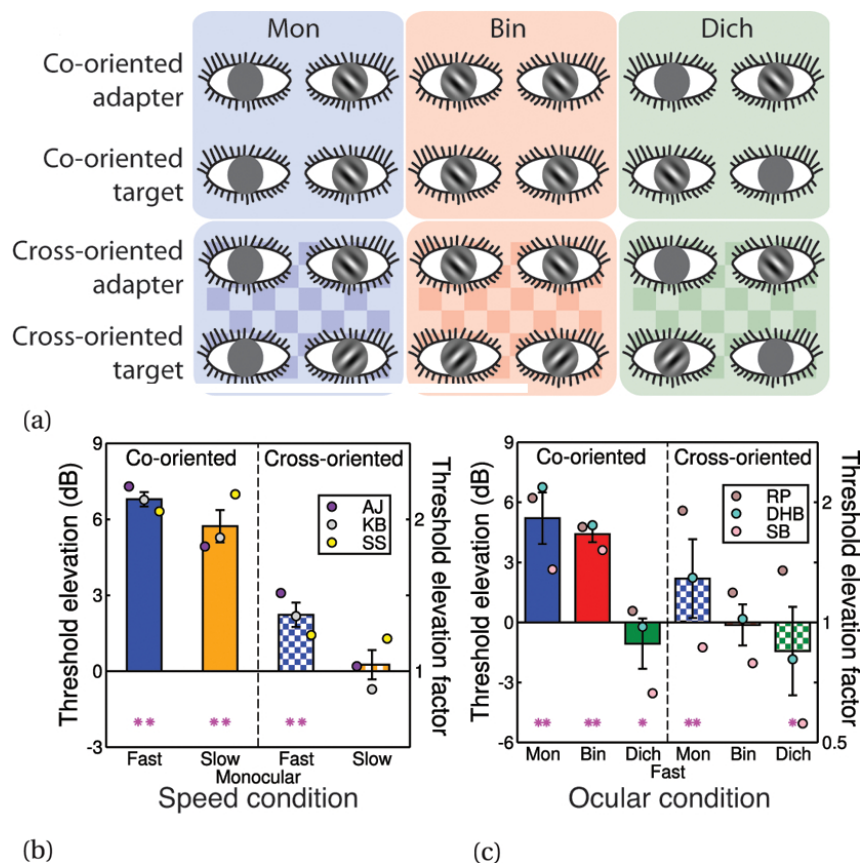 Mon Bin Dich
Co-oriented
adapter
Co-oriented
target
Cross-oriented
adapter
Cross-oriented
target
(a)
Threshold elevation (dB)
9
6
3
0
-3
Co-oriented Cross-oriented
AJ
KB
SS
** ** **
Fast Slow Fast Slow
Monocular
Speed condition
2
1
Threshold elevation factor
(b)
Threshold elevation (dB)
9
6
3
0
-3
-6
Co-oriented Cross-oriented
RP
DHB
SB
** ** * ** *
Mon Bin Dich Mon Bin Dich
Fast
Ocular condition
2
1
0.5
Threshold elevation factor
(c)